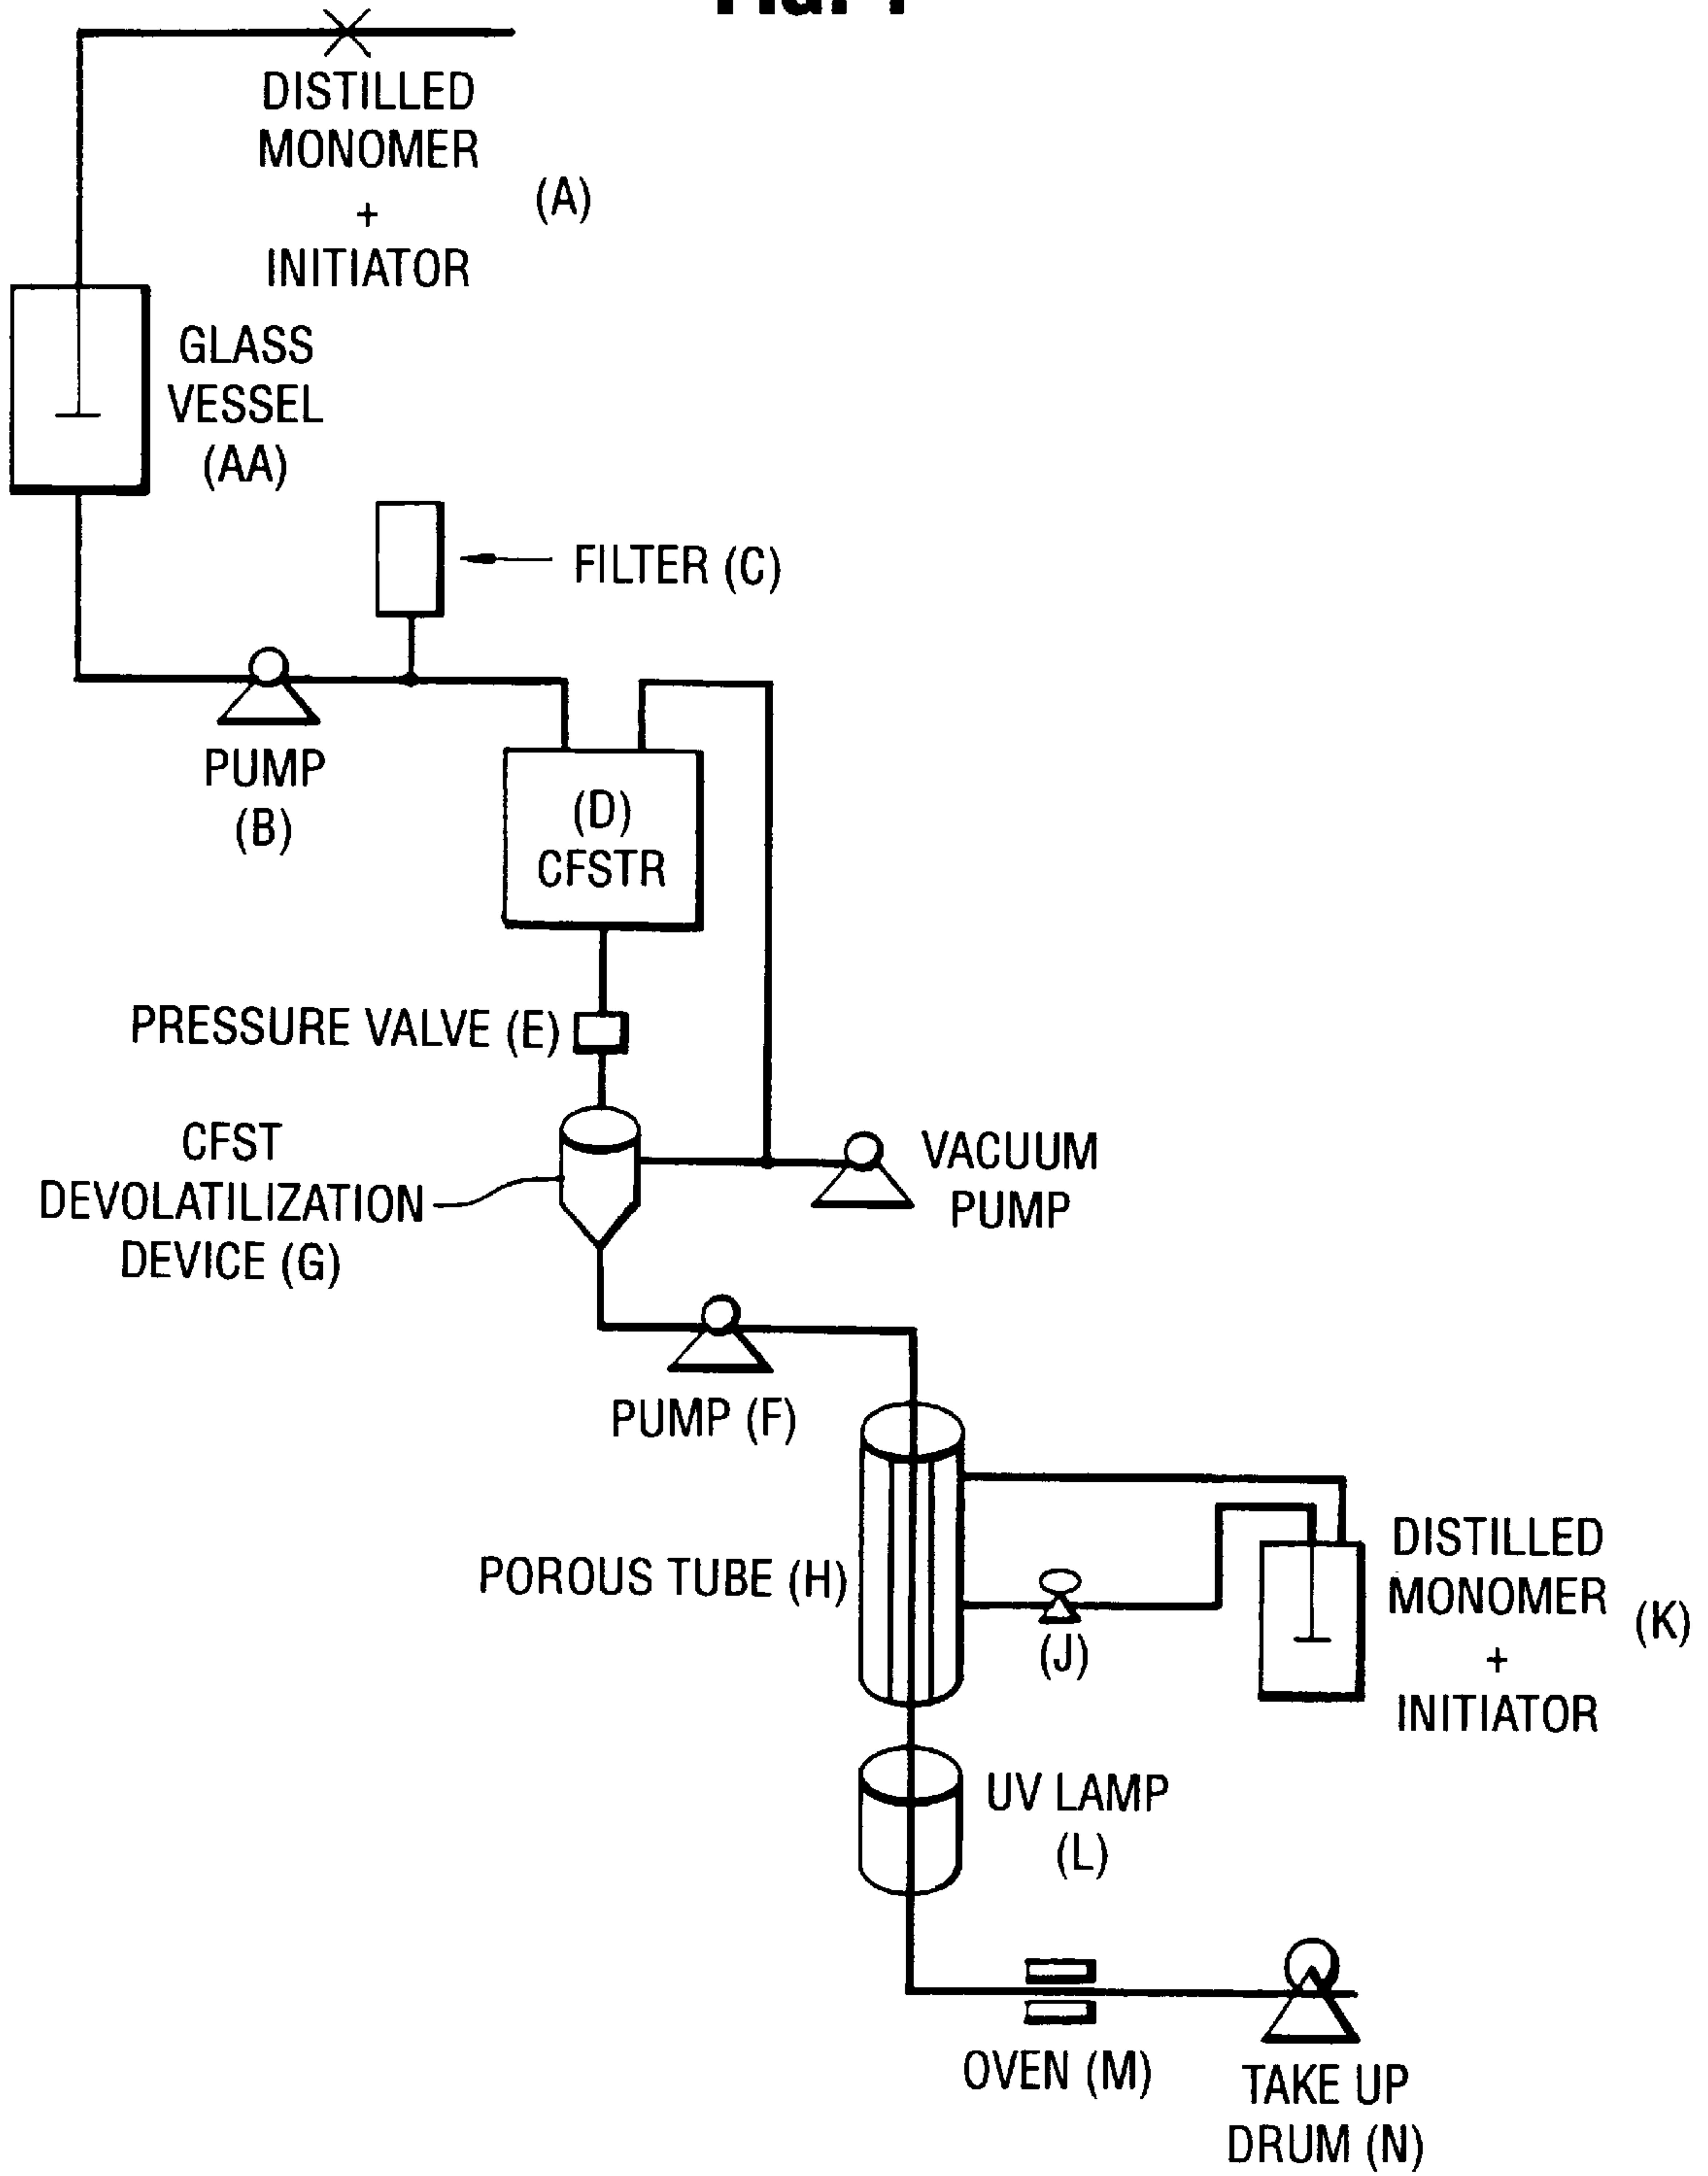 DISTILLED
MONOMER
+
INITIATOR
(A)
GLASS
VESSEL
(AA)
FILTER (C)
PUMP
(B)
(D)
CFSTR
PRESSURE VALVE (E)
CFST
DEVOLATILIZATION
DEVICE (G)
VACUUM
PUMP
PUMP (F)
POROUS TUBE (H)
(J)
DISTILLED
MONOMER
+
INITIATOR
(K)
UV LAMP
(L)
OVEN (M)
TAKE UP
DRUM (N)